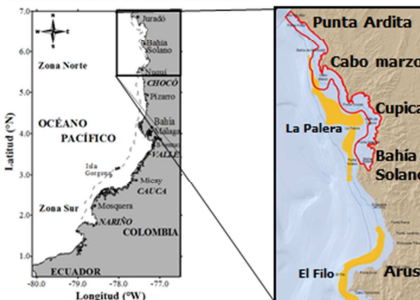 7.0
6.0
5.0
4.0
3.0
2.0
1.0
Latitud (°N)
-80.0
-79.0
-78.0
-77.0
Longitud (°W)
N
Juradó
Bahía
Solano
Zona Norte
Nuquí
CHOCÓ
Pizarro
OCÉANO
PACÍFICO
Bahía
Málaga
VALLE
Isla
Gorgona
Micay
CAUCA
Zona Sur
Mosquera
NARIÑO
COLOMBIA
ECUADOR
Punta Ardita
Cabo marzo
Cupica
La Palera
Bahía
Solano
El Filo
Arus